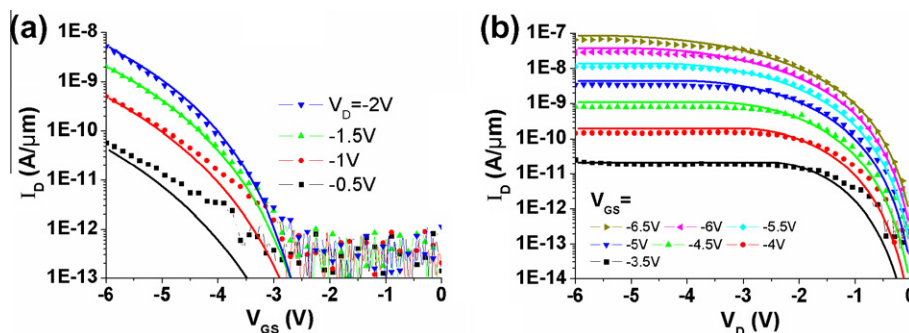 (a)
1E-8
1E-9
1E-10
1E-11
1E-12
1E-13
I_D (A/μm)
V_D=-2V
-1.5V
-1V
-0.5V
-6 -5 -4 -3 -2 -1 0
V_GS (V)
(b)
1E-7
1E-8
1E-9
1E-10
1E-11
1E-12
1E-13
1E-14
I_D (A/μm)
V_GS=
-6.5V -6V -5.5V
-5V -4.5V -4V
-3.5V
-6 -5 -4 -3 -2 -1 0
V_D (V)